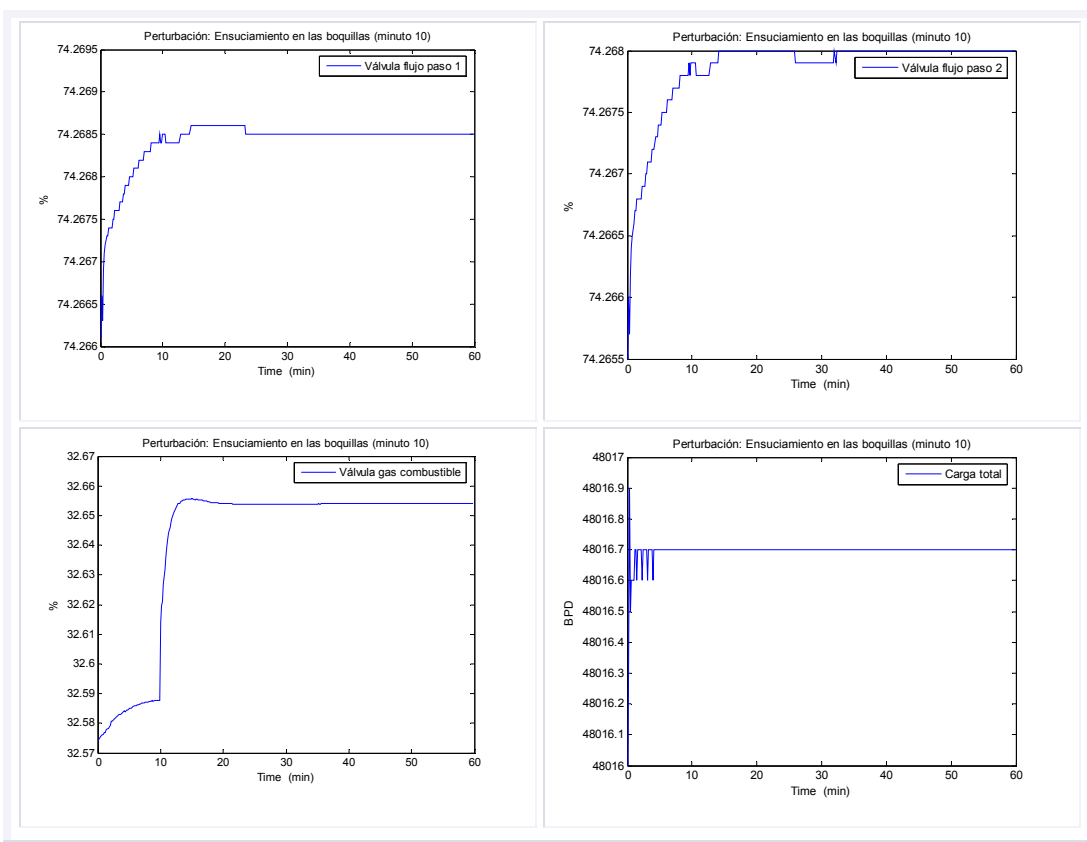 Perturbación: Ensuciamiento en las boquillas (minuto 10)
74.2695
74.269
74.2685
74.268
74.2675
74.267
74.2665
74.266
%
Válvula flujo paso 1
0 10 20 30 40 50 60
Time (min)
Perturbación: Ensuciamiento en las boquillas (minuto 10)
74.268
74.2675
74.267
74.2665
74.266
74.2655
%
Válvula flujo paso 2
0 10 20 30 40 50 60
Time (min)
Perturbación: Ensuciamiento en las boquillas (minuto 10)
32.67
32.66
32.65
32.64
32.63
32.62
32.61
32.6
32.59
32.58
32.57
%
Válvula gas combustible
0 10 20 30 40 50 60
Time (min)
Perturbación: Ensuciamiento en las boquillas (minuto 10)
48017
48016.9
48016.8
48016.7
48016.6
48016.5
48016.4
48016.3
48016.2
48016.1
48016
BPD
Carga total
0 10 20 30 40 50 60
Time (min)